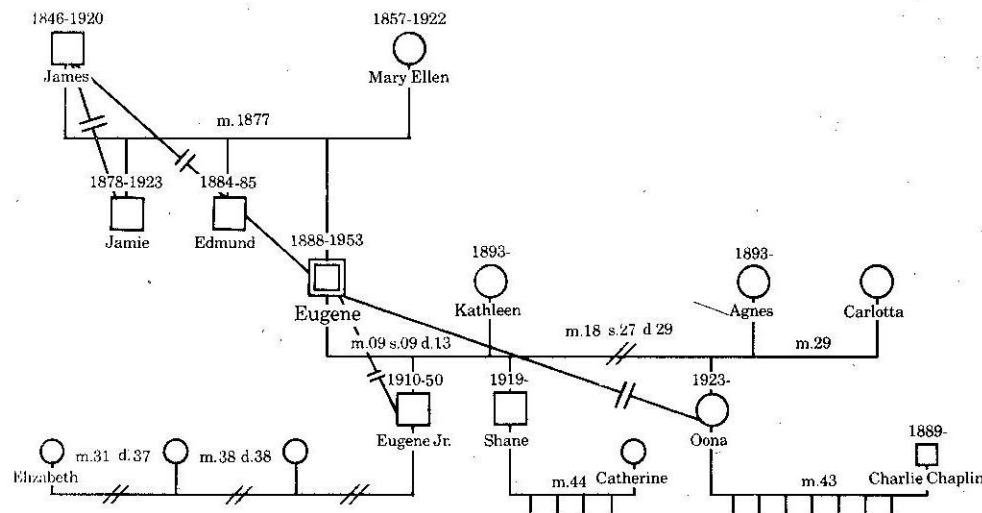 1846-1920
1857-1922
James
Mary Ellen
m.1877
1878-1923
1884-85
Jamie
Edmund
1888-1953
1893-
1893-
Eugene
Kathleen
Agnes
Carlotta
m.09 s.09 d.13
m.18 s.27 d 29
m.29
1910-50
1919-
1923-
Eugene Jr.
Shane
Oona
1889-
Elizabeth
m.31 d.37
m.38 d.38
m.44
Catherine
m.43
Charlie Chaplin